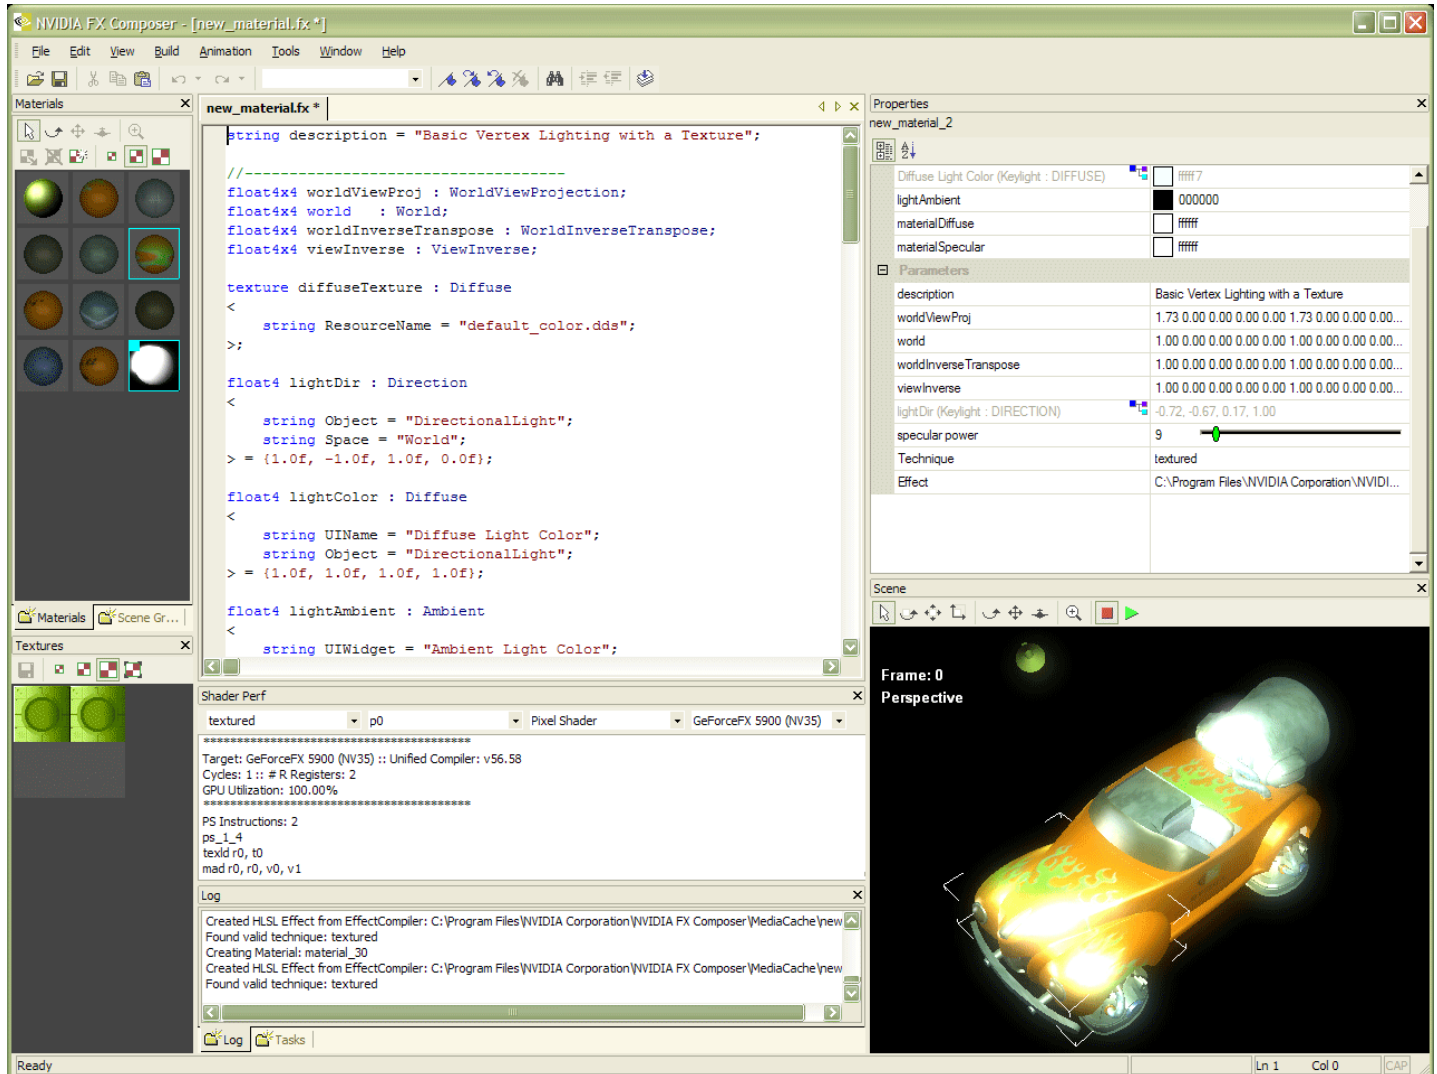 NVIDIA FX Composer - [new_material.fx *]
File Edit View Build Animation Tools Window Help
Materials
new_material.fx *
string description = "Basic Vertex Lighting with a Texture";
//------------------------------------
float4x4 worldViewProj : WorldViewProjection;
float4x4 world   : World;
float4x4 worldInverseTranspose : WorldInverseTranspose;
float4x4 viewInverse : ViewInverse;
texture diffuseTexture : Diffuse
<
string ResourceName = "default_color.dds";
>;
float4 lightDir : Direction
<
string Object = "DirectionalLight";
string Space = "World";
> = {1.0f, -1.0f, 1.0f, 0.0f};
float4 lightColor : Diffuse
<
string UIName = "Diffuse Light Color";
string Object = "DirectionalLight";
> = {1.0f, 1.0f, 1.0f, 1.0f};
float4 lightAmbient : Ambient
<
string UIWidget = "Ambient Light Color";
Materials Scene Gr...
Textures
Shader Perf
textured p0 Pixel Shader GeForceFX 5900 (NV35)
****************************************
Target: GeForceFX 5900 (NV35) :: Unified Compiler: v56.58
Cycles: 1 :: # R Registers: 2
GPU Utilization: 100.00%
****************************************
PS Instructions: 2
ps_1_4
texld r0, t0
mad r0, r0, v0, v1
Log
Created HLSL Effect from EffectCompiler: C:\Program Files\NVIDIA Corporation\NVIDIA FX Composer\MediaCache\new
Found valid technique: textured
Creating Material: material_30
Created HLSL Effect from EffectCompiler: C:\Program Files\NVIDIA Corporation\NVIDIA FX Composer\MediaCache\new
Found valid technique: textured
Log Tasks
Properties
new_material_2
Diffuse Light Color (Keylight : DIFFUSE) fffff7
lightAmbient 000000
materialDiffuse ffffff
materialSpecular ffffff
Parameters
description Basic Vertex Lighting with a Texture
worldViewProj 1.73 0.00 0.00 0.00 0.00 1.73 0.00 0.00 0.00...
world 1.00 0.00 0.00 0.00 0.00 1.00 0.00 0.00 0.00...
worldInverseTranspose 1.00 0.00 0.00 0.00 0.00 1.00 0.00 0.00 0.00...
viewInverse 1.00 0.00 0.00 0.00 0.00 1.00 0.00 0.00 0.00...
lightDir (Keylight : DIRECTION) -0.72, -0.67, 0.17, 1.00
specular power 9
Technique textured
Effect C:\Program Files\NVIDIA Corporation\NVIDI...
Scene
Frame: 0
Perspective
Ready Ln 1 Col 0 CAP